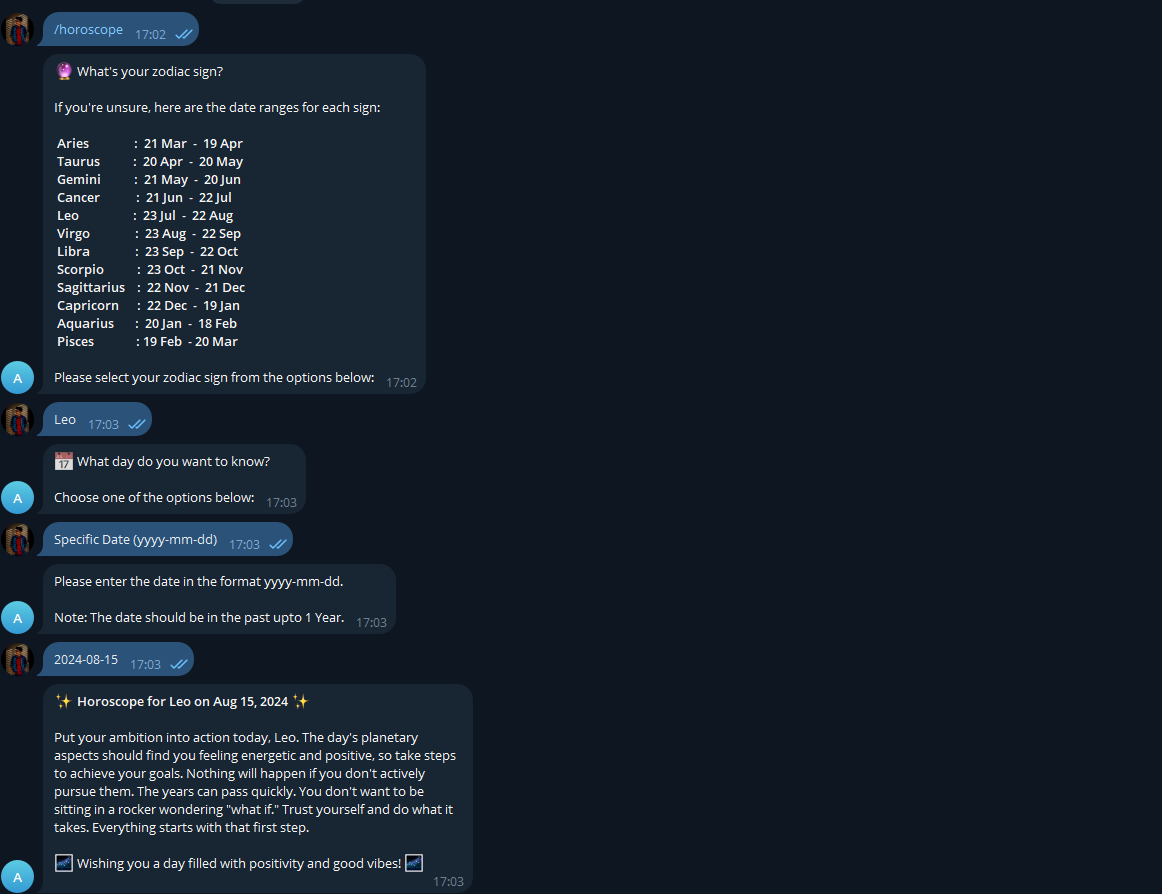 /horoscope 17:02
🔮 What's your zodiac sign?
If you're unsure, here are the date ranges for each sign:
Aries : 21 Mar - 19 Apr
Taurus : 20 Apr - 20 May
Gemini : 21 May - 20 Jun
Cancer : 21 Jun - 22 Jul
Leo : 23 Jul - 22 Aug
Virgo : 23 Aug - 22 Sep
Libra : 23 Sep - 22 Oct
Scorpio : 23 Oct - 21 Nov
Sagittarius : 22 Nov - 21 Dec
Capricorn : 22 Dec - 19 Jan
Aquarius : 20 Jan - 18 Feb
Pisces : 19 Feb - 20 Mar
Please select your zodiac sign from the options below: 17:02
A
Leo 17:03
📅 What day do you want to know?
Choose one of the options below: 17:03
A
Specific Date (yyyy-mm-dd) 17:03
Please enter the date in the format yyyy-mm-dd.
Note: The date should be in the past upto 1 Year. 17:03
A
2024-08-15 17:03
✨ Horoscope for Leo on Aug 15, 2024 ✨
Put your ambition into action today, Leo. The day's planetary
aspects should find you feeling energetic and positive, so take steps
to achieve your goals. Nothing will happen if you don't actively
pursue them. The years can pass quickly. You don't want to be
sitting in a rocker wondering "what if." Trust yourself and do what it
takes. Everything starts with that first step.
🌌 Wishing you a day filled with positivity and good vibes! 🌌
A
17:03